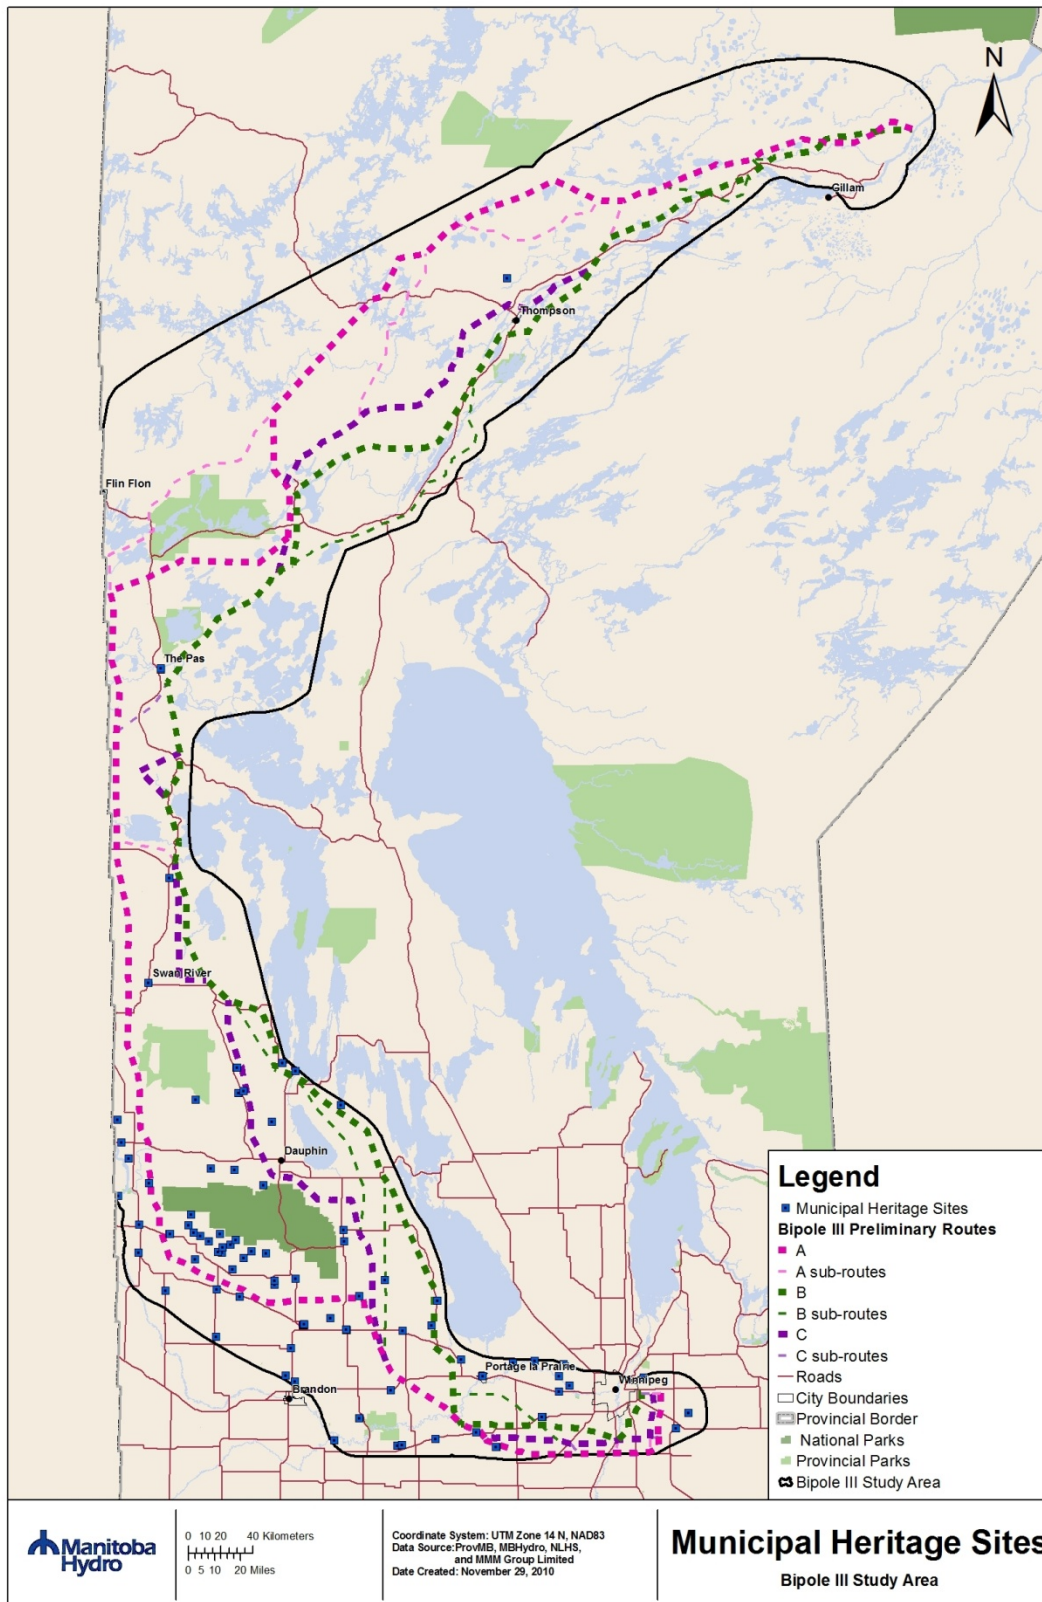 N
Gillam
Thompson
Flin Flon
The Pas
Swan River
Dauphin
Portage la Prairie
Winnipeg
Brandon
Legend
Municipal Heritage Sites
Bipole III Preliminary Routes
A
A sub-routes
B
B sub-routes
C
C sub-routes
Roads
City Boundaries
Provincial Border
National Parks
Provincial Parks
Bipole III Study Area
Manitoba
Hydro
0 10 20 40 Kilometers
0 5 10 20 Miles
Coordinate System: UTM Zone 14 N, NAD83
Data Source:ProvMB, MBHydro, NLHS,
and MMM Group Limited
Date Created: November 29, 2010
Municipal Heritage Sites
Bipole III Study Area